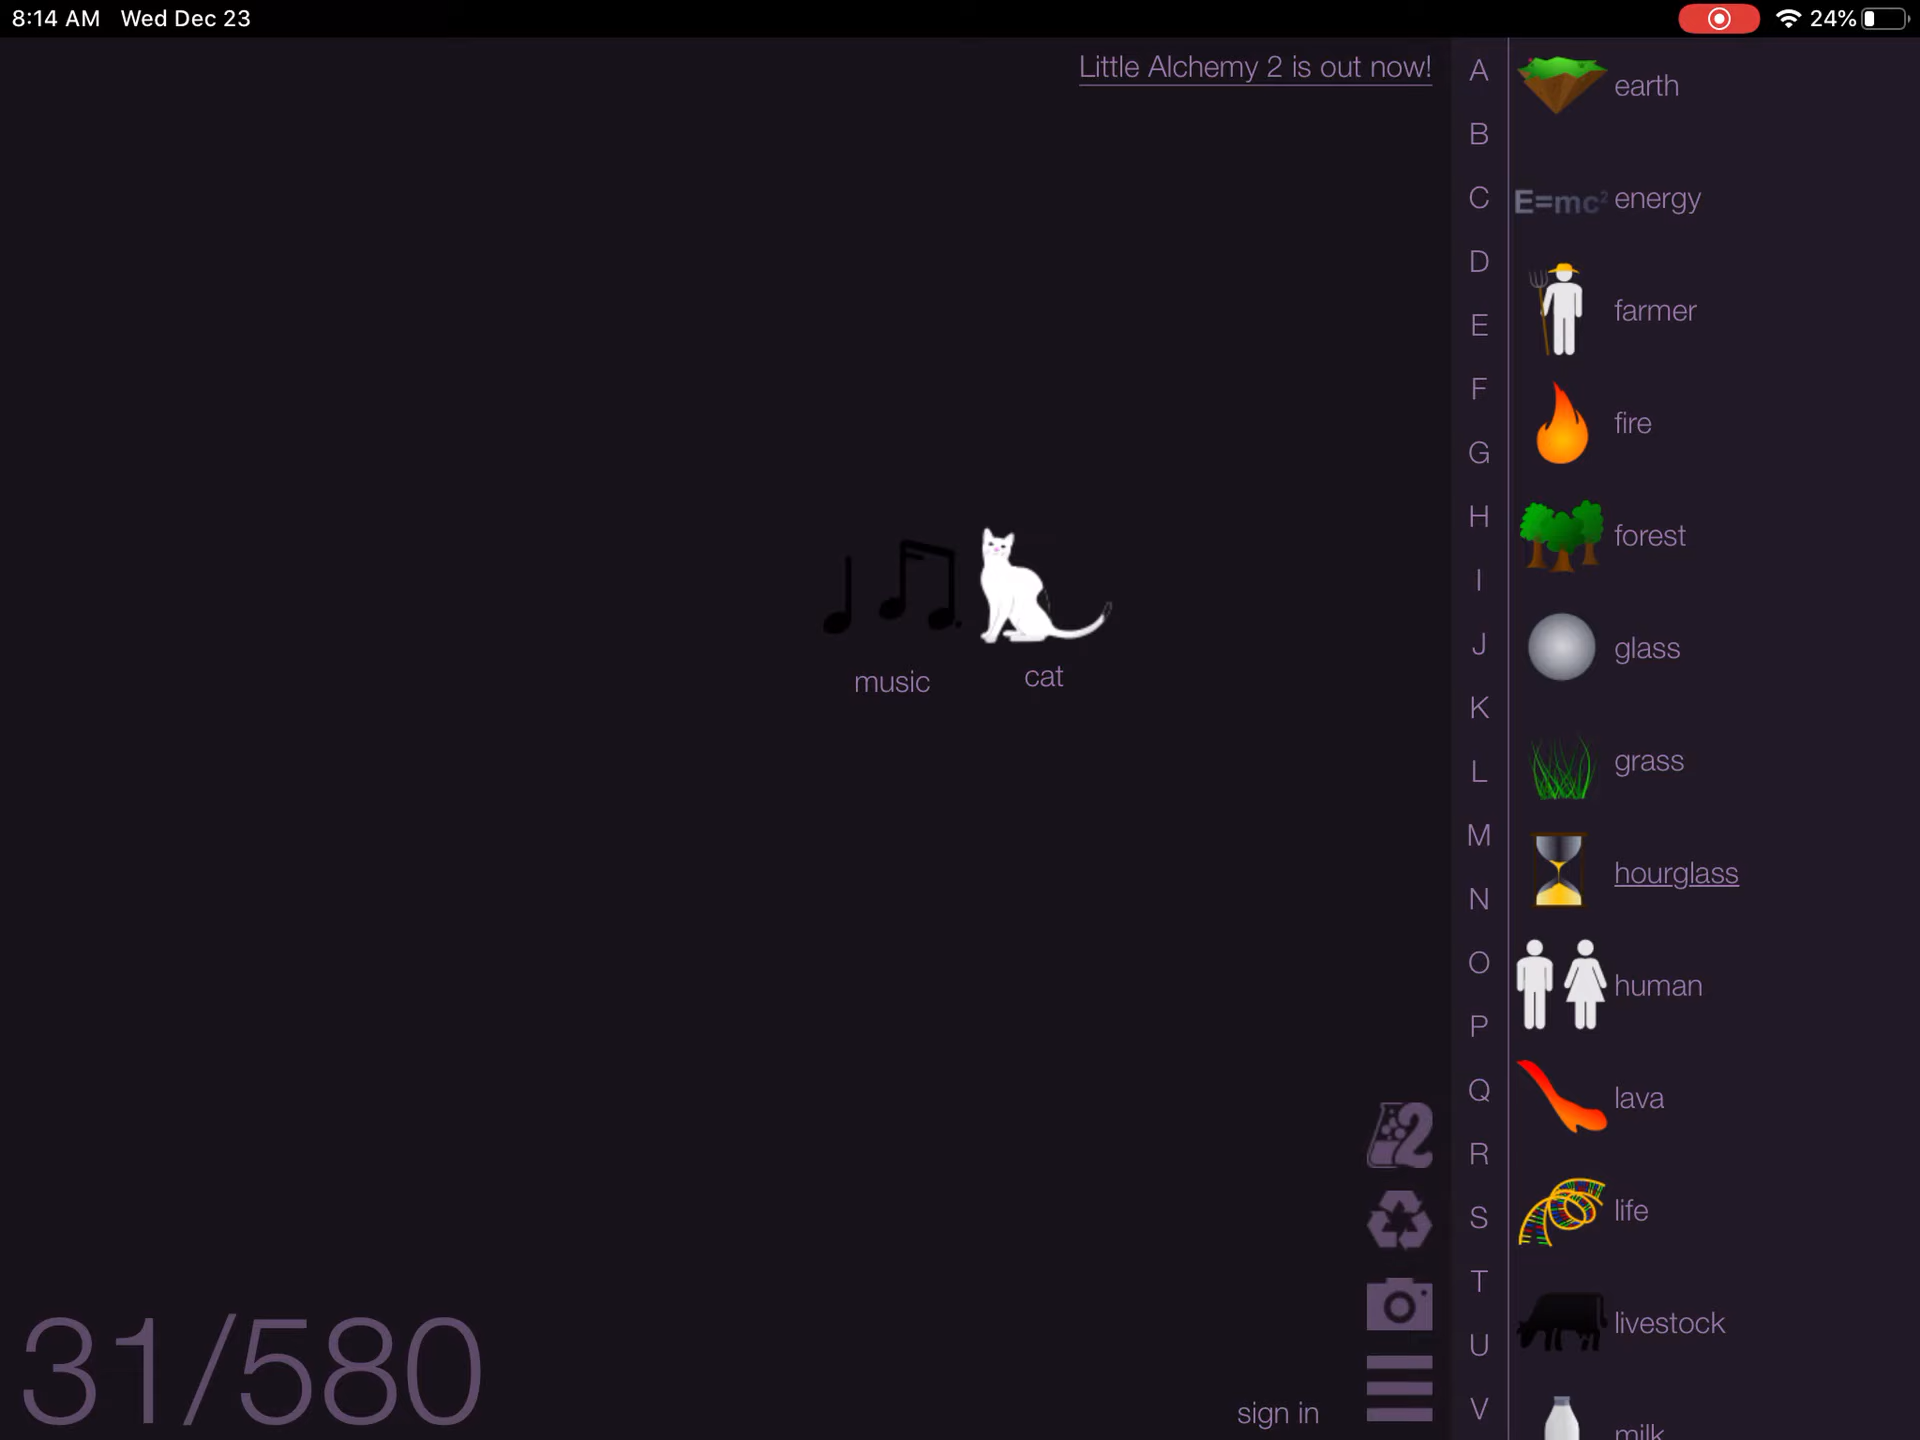 8:14 AM Wed Dec 23
24%
Little Alchemy 2 is out now!
A
B
C
D
E
F
G
H
I
J
K
L
M
N
O
P
Q
R
S
T
U
V
earth
E=mc² energy
farmer
fire
forest
glass
grass
hourglass
human
lava
life
livestock
milk
music
cat
2
31/580
sign in